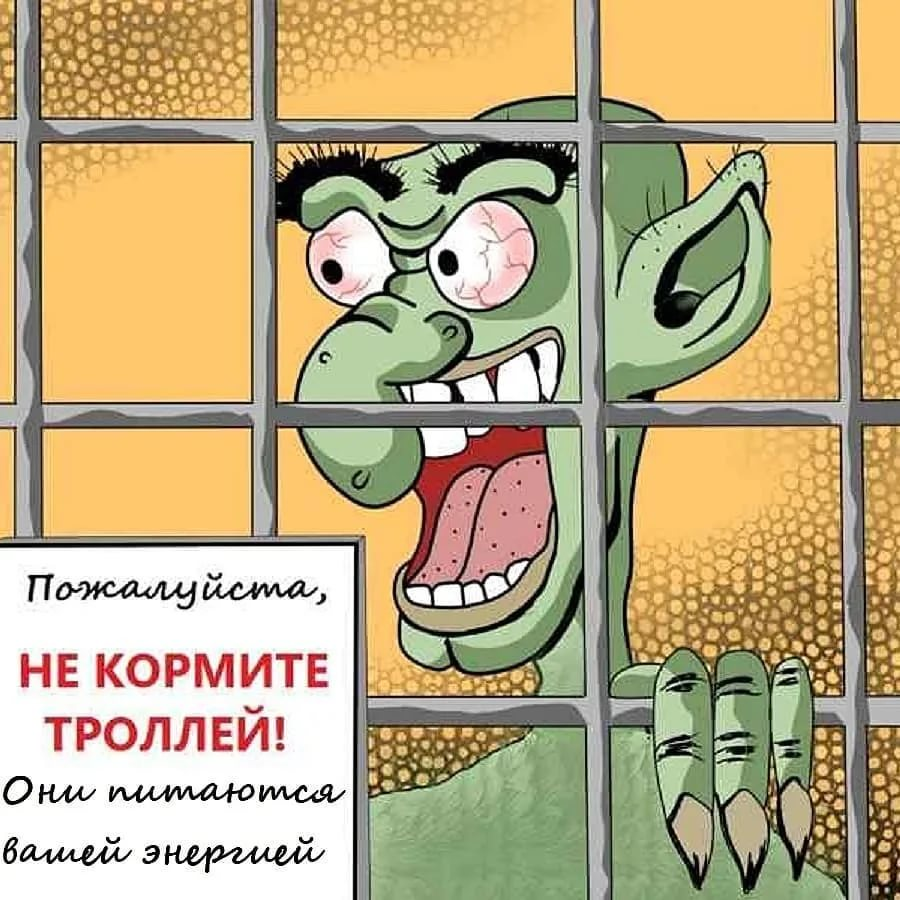 Пожалуйста,
НЕ КОРМИТЕ
ТРОЛЛЕЙ!
Они питаются
вашей энергией